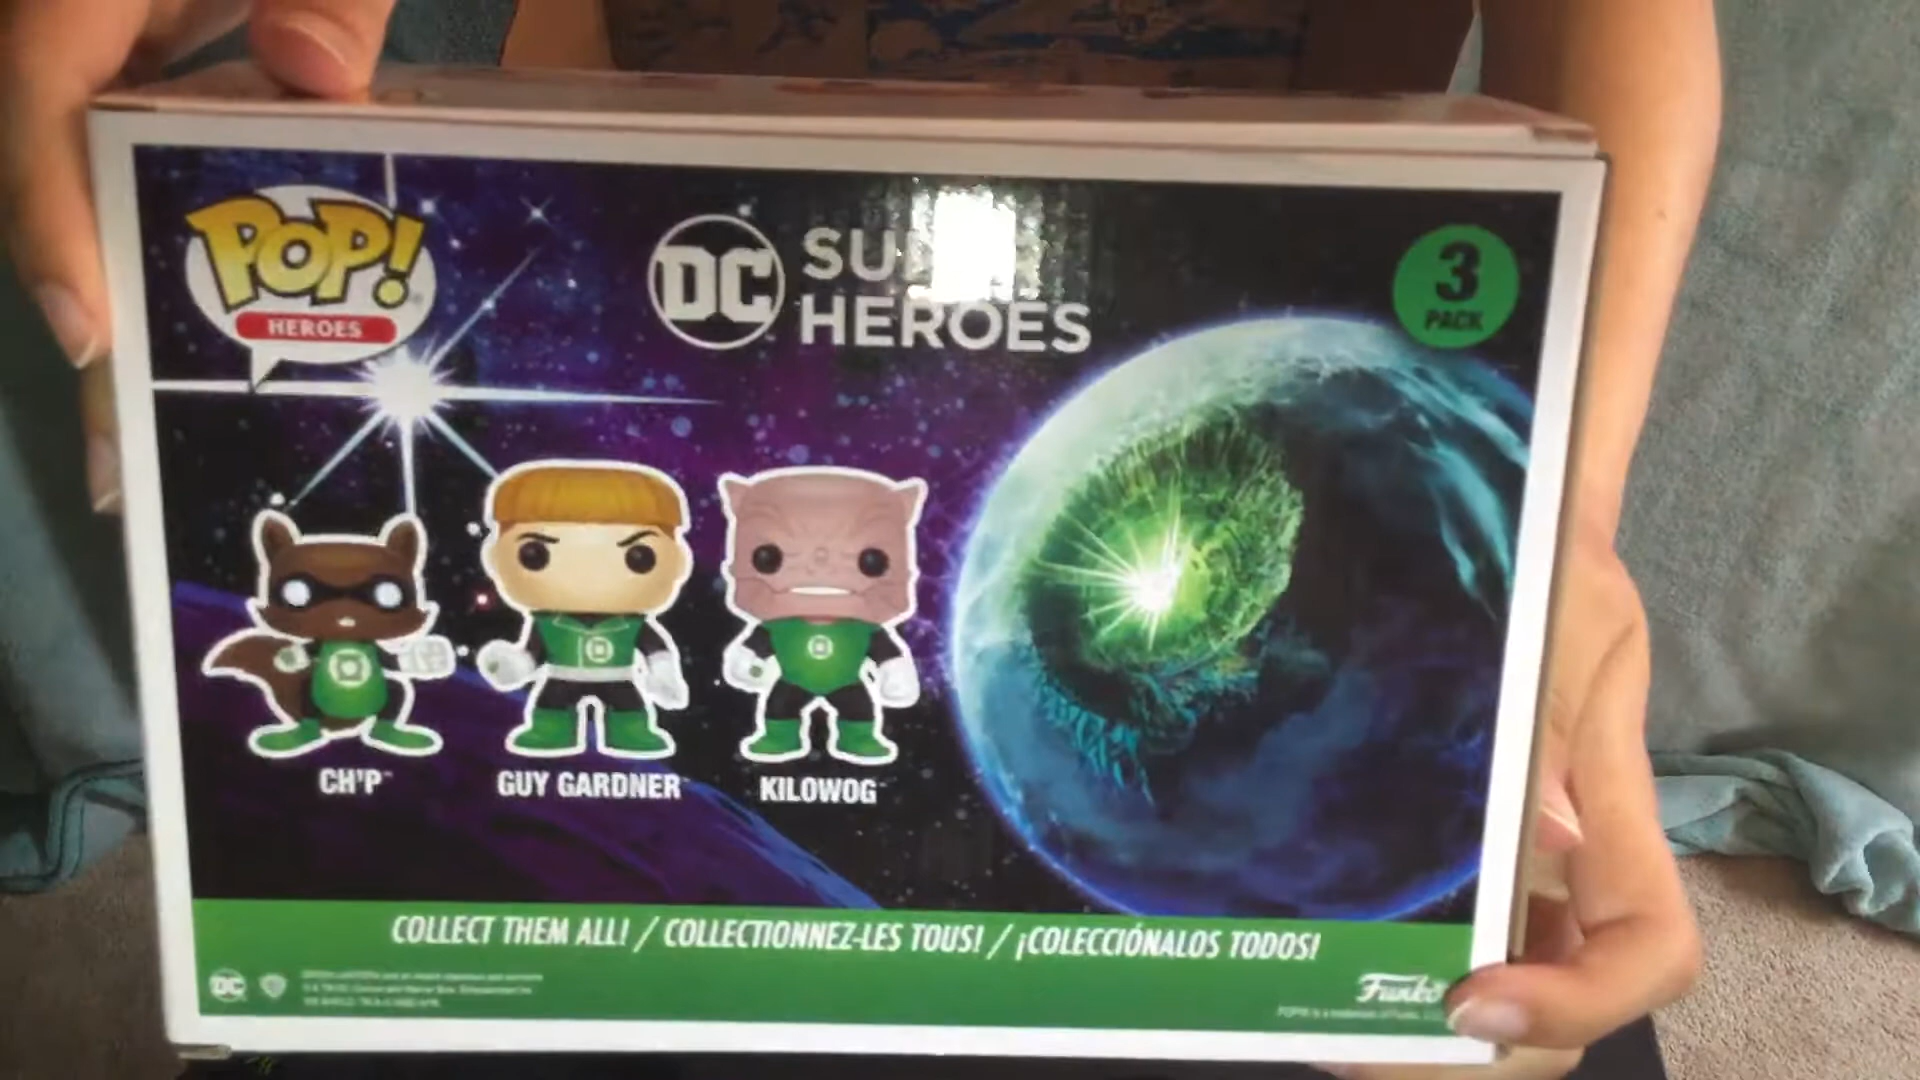 POP!
HEROES
DC
HEROES
3
PACK
CH'P™
GUY GARDNER
KILOWOG
COLLECT THEM ALL! / COLLECTIONNEZ-LES TOUS! / ¡COLECCIÓNALOS TODOS!
DC
Funko